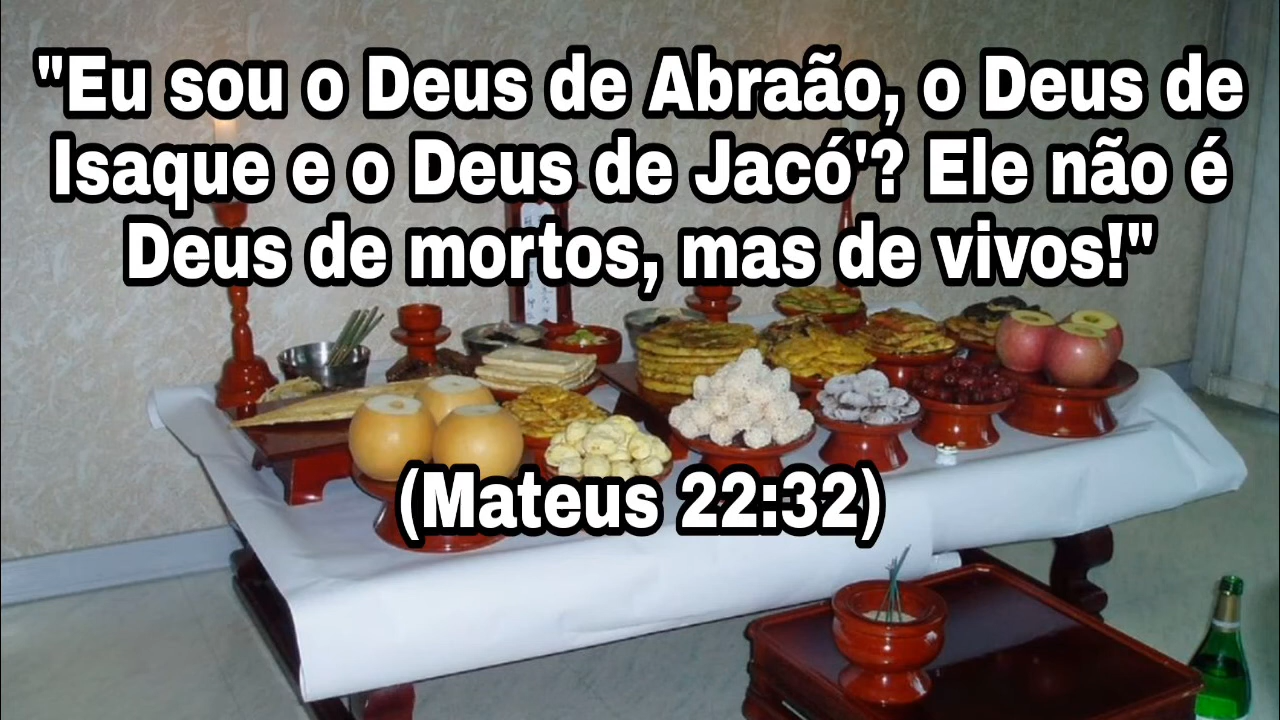 "Eu sou o Deus de Abraão, o Deus de
Isaque e o Deus de Jacó'? Ele não é
Deus de mortos, mas de vivos!"
(Mateus 22:32)